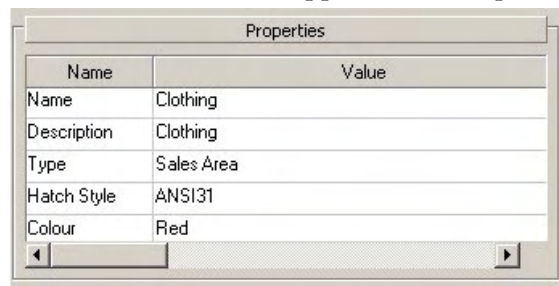 Properties
Name Value
Name Clothing
Description Clothing
Type Sales Area
Hatch Style ANSI31
Colour Red